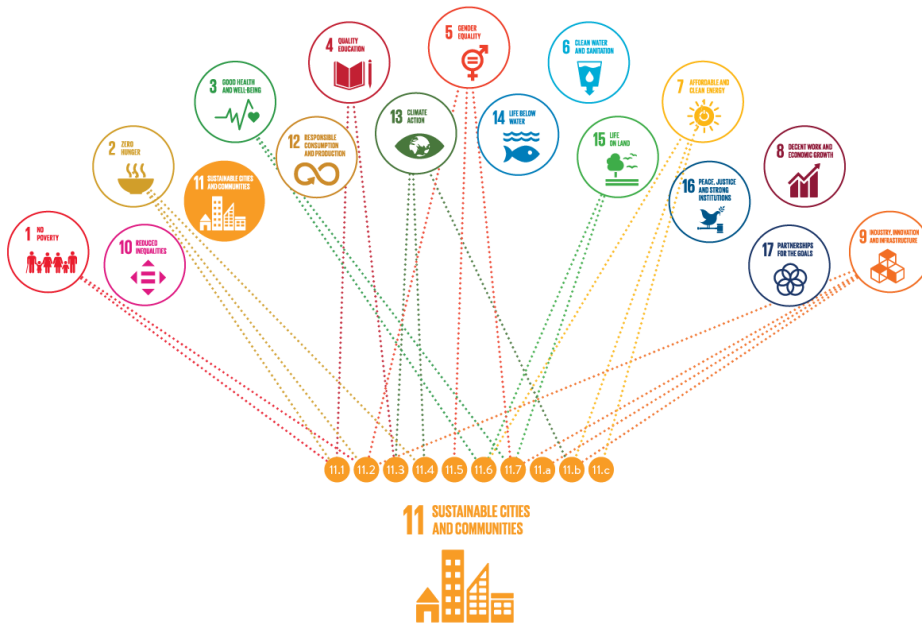 5 GENDER
EQUALITY
4 QUALITY
EDUCATION
6 CLEAN WATER
AND SANITATION
3 GOOD HEALTH
AND WELL-BEING
7 AFFORDABLE AND
CLEAN ENERGY
13 CLIMATE
ACTION
14 LIFE BELOW
WATER
2 ZERO
HUNGER
12 RESPONSIBLE
CONSUMPTION
AND PRODUCTION
15 LIFE
ON LAND
8 DECENT WORK AND
ECONOMIC GROWTH
11 SUSTAINABLE CITIES
AND COMMUNITIES
16 PEACE, JUSTICE
AND STRONG
INSTITUTIONS
1 NO
POVERTY
10 REDUCED
INEQUALITIES
17 PARTNERSHIPS
FOR THE GOALS
9 INDUSTRY, INNOVATION
AND INFRASTRUCTURE
11.1 11.2 11.3 11.4 11.5 11.6 11.7 11.a 11.b 11.c
11 SUSTAINABLE CITIES
AND COMMUNITIES